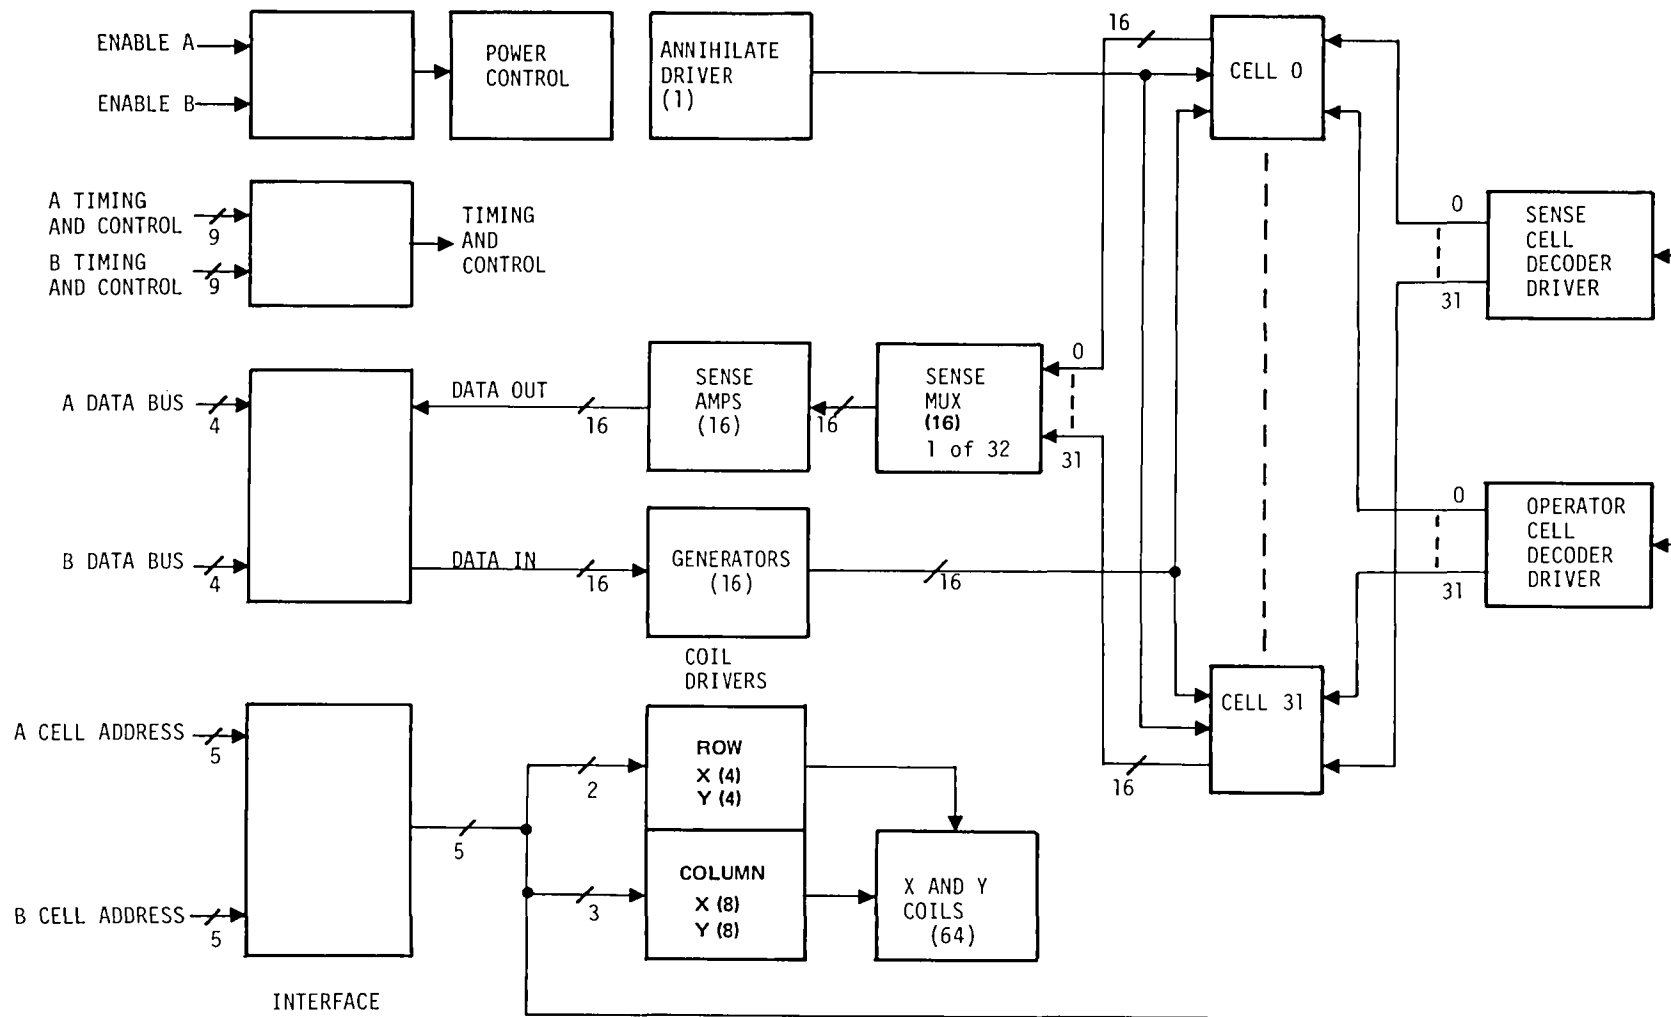 ENABLE A
ENABLE B
POWER
CONTROL
ANNIHILATE
DRIVER
(1)
16
CELL 0
A TIMING
AND CONTROL
9
B TIMING
AND CONTROL
9
TIMING
AND
CONTROL
0
31
SENSE
CELL
DECODER
DRIVER
A DATA BUS
4
B DATA BUS
4
DATA OUT
16
SENSE
AMPS
(16)
16
SENSE
MUX
(16)
1 of 32
0
31
DATA IN
16
GENERATORS
(16)
16
0
31
OPERATOR
CELL
DECODER
DRIVER
COIL
DRIVERS
CELL 31
16
A CELL ADDRESS
5
B CELL ADDRESS
5
5
2
3
ROW
X (4)
Y (4)
COLUMN
X (8)
Y (8)
X AND Y
COILS
(64)
INTERFACE